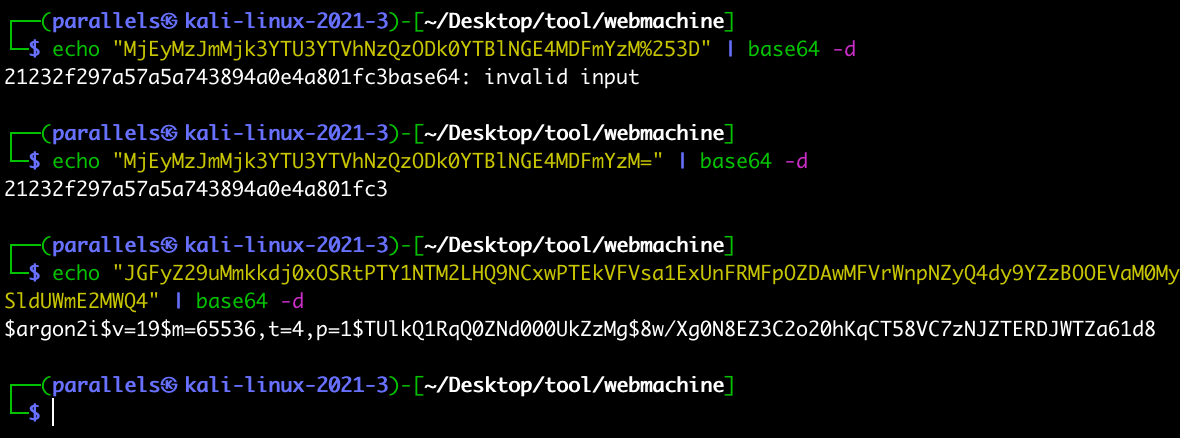 ┌──(parallels㉿kali-linux-2021-3)-[~/Desktop/tool/webmachine]
└─$ echo "MjEyMzJmMjk3YTU3YTVhNzQzODk0YTBlNGE4MDFmYzM%253D" | base64 -d
21232f297a57a5a743894a0e4a801fc3base64: invalid input
┌──(parallels㉿kali-linux-2021-3)-[~/Desktop/tool/webmachine]
└─$ echo "MjEyMzJmMjk3YTU3YTVhNzQzODk0YTBlNGE4MDFmYzM=" | base64 -d
21232f297a57a5a743894a0e4a801fc3
┌──(parallels㉿kali-linux-2021-3)-[~/Desktop/tool/webmachine]
└─$ echo "JGFyZ29uMmkkdj0xOSRtPTY1NTM2LHQ9NCxwPTEkVFVsa1ExUnFRMFpOZDAwMFVrWnpNZyQ4dy9YZzBOOEVaM0My
SldUWmE2MWQ4" | base64 -d
$argon2i$v=19$m=65536,t=4,p=1$TUlkQ1RqQ0ZNd000UkZzMg$8w/Xg0N8EZ3C2o20hKqCT58VC7zNJZTERDJWTZa61d8
┌──(parallels㉿kali-linux-2021-3)-[~/Desktop/tool/webmachine]
└─$